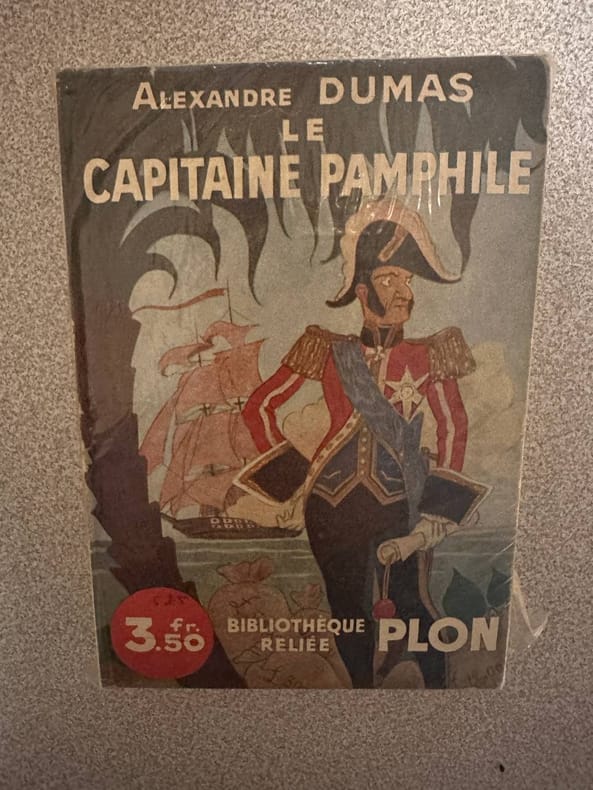 ALEXANDRE DUMAS
LE
CAPITAINE PAMPHILE
3 fr. 50
BIBLIOTHÈQUE
RELIÉE
PLON